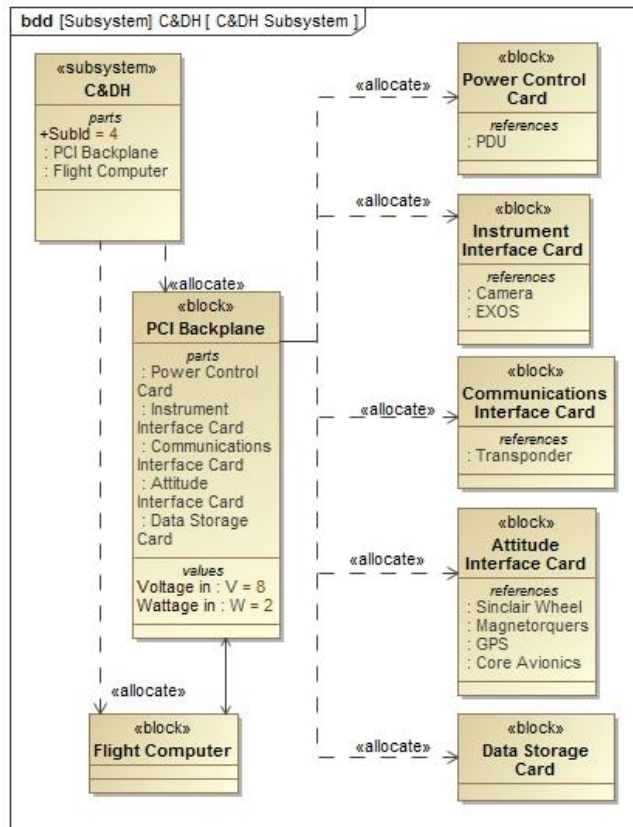 bdd [Subsystem] C&DH [ C&DH Subsystem ]
«subsystem»
C&DH
parts
+SubId = 4
: PCI Backplane
: Flight Computer
«allocate»
«block»
PCI Backplane
parts
: Power Control
Card
: Instrument
Interface Card
: Communications
Interface Card
: Attitude
Interface Card
: Data Storage
Card
values
Voltage in : V = 8
Wattage in : W = 2
«allocate»
«block»
Flight Computer
«allocate»
«block»
Power Control
Card
references
: PDU
«allocate»
«block»
Instrument
Interface Card
references
: Camera
: EXOS
«allocate»
«block»
Communications
Interface Card
references
: Transponder
«allocate»
«block»
Attitude
Interface Card
references
: Sinclair Wheel
: Magnetorquers
: GPS
: Core Avionics
«allocate»
«block»
Data Storage
Card